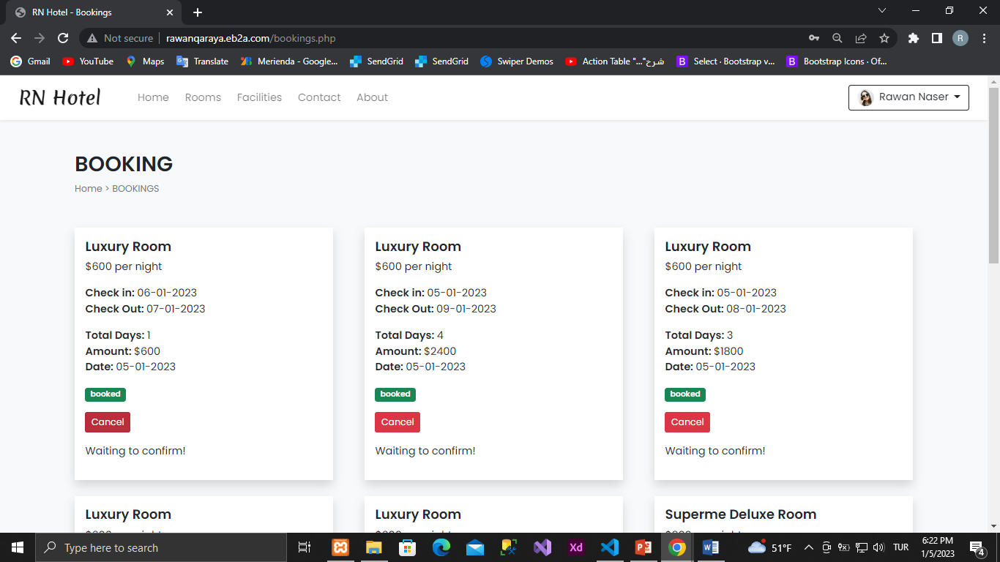 RN Hotel - Bookings
Not secure | rawanqaraya.eb2a.com/bookings.php
R
Gmail YouTube Maps Translate Merienda - Google... SendGrid SendGrid Swiper Demos Action Table "..."شرح Select · Bootstrap v... Bootstrap Icons · Of...
RN Hotel Home Rooms Facilities Contact About Rawan Naser
BOOKING
Home > BOOKINGS
Luxury Room
$600 per night
Check in: 06-01-2023
Check Out: 07-01-2023
Total Days: 1
Amount: $600
Date: 05-01-2023
booked
Cancel
Waiting to confirm!
Luxury Room
$600 per night
Check in: 05-01-2023
Check Out: 09-01-2023
Total Days: 4
Amount: $2400
Date: 05-01-2023
booked
Cancel
Waiting to confirm!
Luxury Room
$600 per night
Check in: 05-01-2023
Check Out: 08-01-2023
Total Days: 3
Amount: $1800
Date: 05-01-2023
booked
Cancel
Waiting to confirm!
Luxury Room
Luxury Room
Superme Deluxe Room
Type here to search
Xd
51°F
TUR
6:22 PM
1/5/2023
4